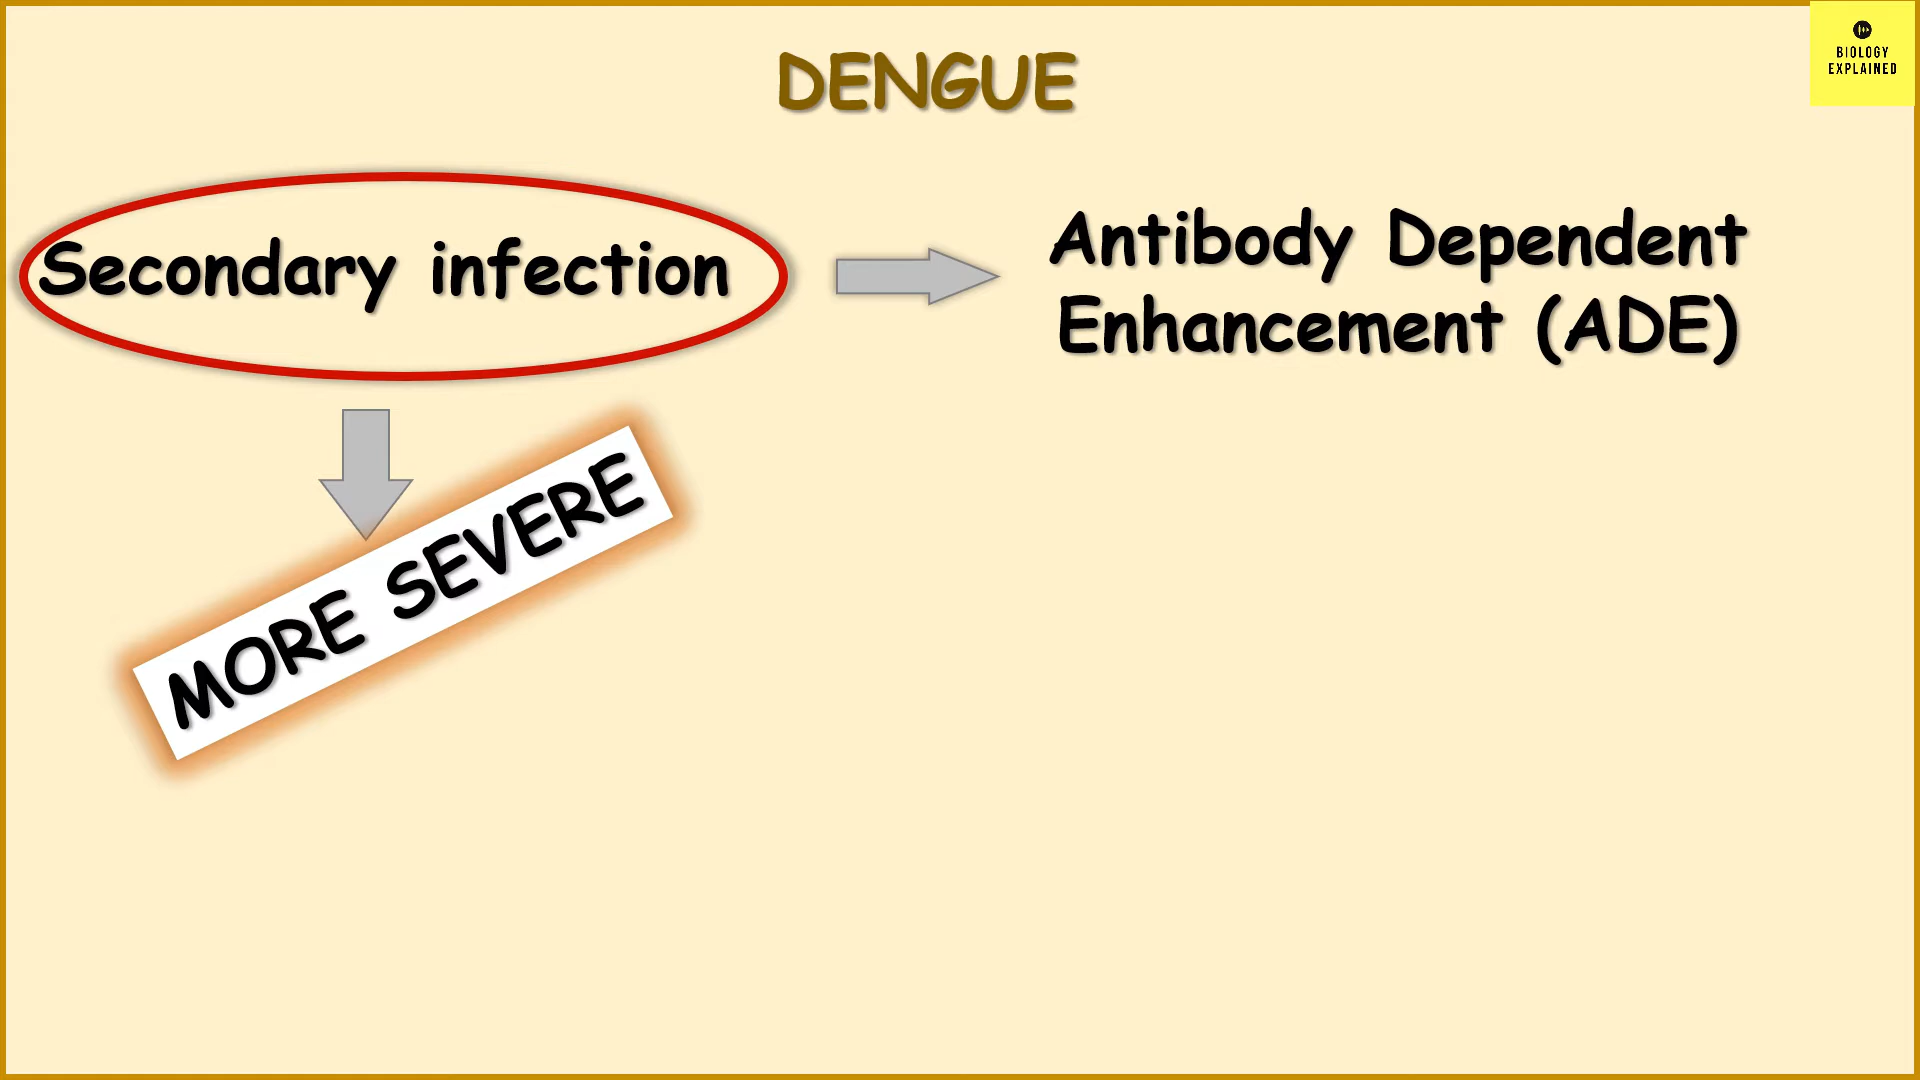 DENGUE
BIOLOGY
EXPLAINED
Secondary infection
Antibody Dependent
Enhancement (ADE)
MORE SEVERE